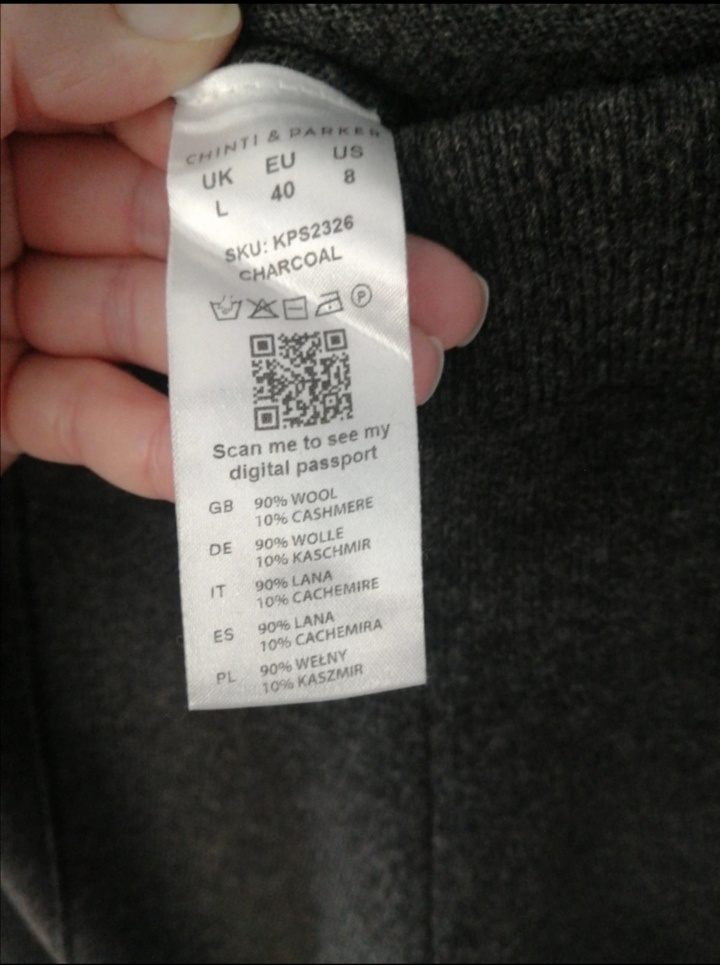 CHINTI & PARKER
UK EU US
L 40 8
SKU: KPS2326
CHARCOAL
P
Scan me to see my
digital passport
GB 90% WOOL
10% CASHMERE
DE 90% WOLLE
10% KASCHMIR
IT 90% LANA
10% CACHEMIRE
ES 90% LANA
10% CACHEMIRA
PL 90% WEŁNY
10% KASZMIR